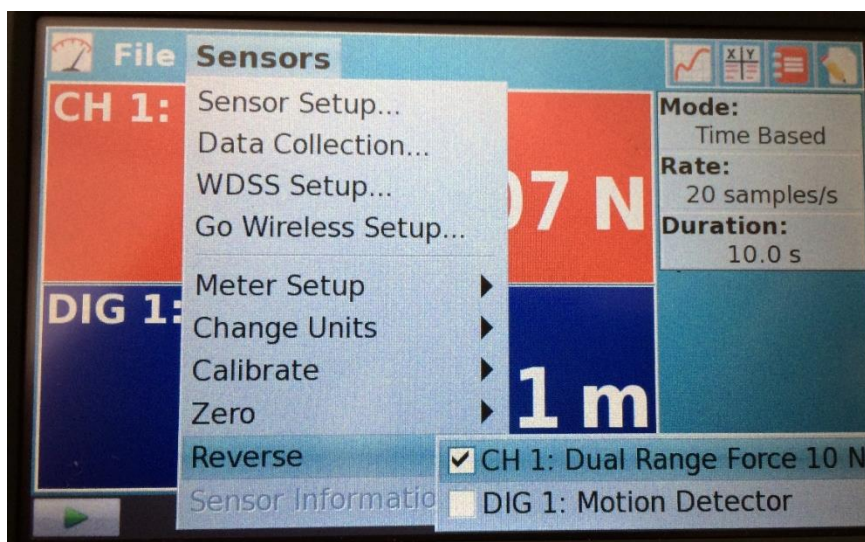 File Sensors
X Y
CH 1:
07 N
DIG 1:
1 m
Mode:
Time Based
Rate:
20 samples/s
Duration:
10.0 s
Sensor Setup...
Data Collection...
WDSS Setup...
Go Wireless Setup...
Meter Setup
Change Units
Calibrate
Zero
Reverse
Sensor Informatio
CH 1: Dual Range Force 10 N
DIG 1: Motion Detector